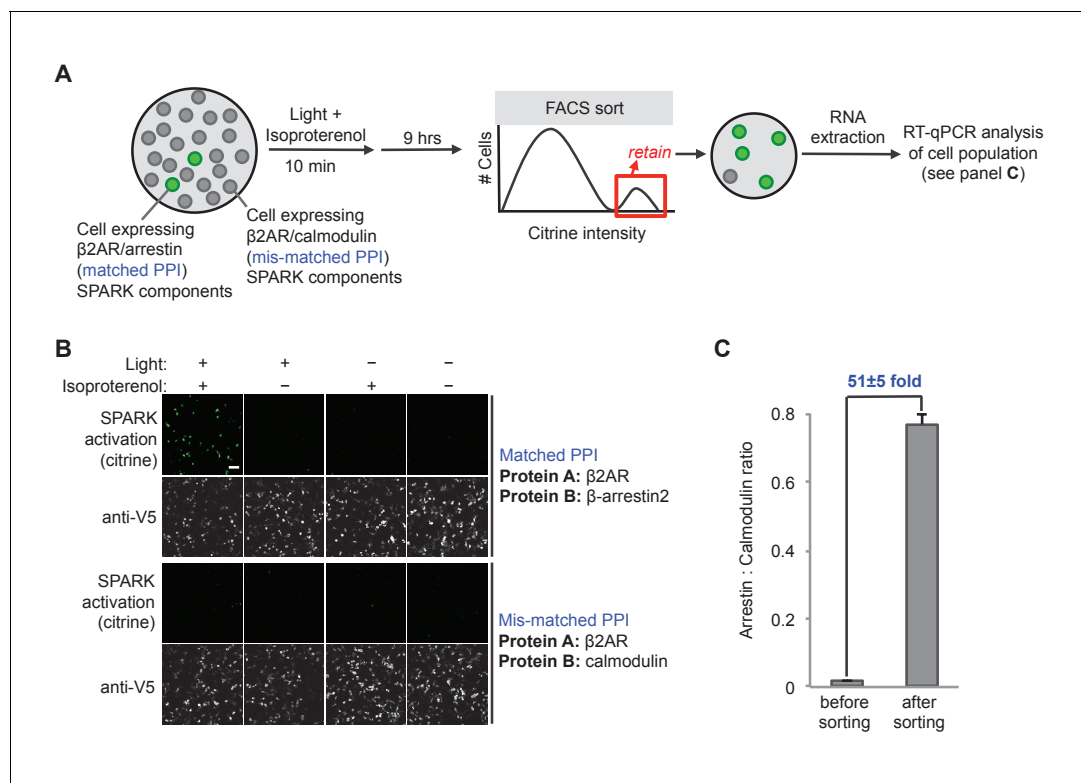 A
Light +
Isoproterenol
10 min
9 hrs
FACS sort
# Cells
retain
Citrine intensity
RNA
extraction
RT-qPCR analysis
of cell population
(see panel C)
Cell expressing
β2AR/arrestin
(matched PPI)
SPARK components
Cell expressing
β2AR/calmodulin
(mis-matched PPI)
SPARK components
B
Light: + + − −
Isoproterenol: + − + −
SPARK
activation
(citrine)
anti-V5
Matched PPI
Protein A: β2AR
Protein B: β-arrestin2
SPARK
activation
(citrine)
anti-V5
Mis-matched PPI
Protein A: β2AR
Protein B: calmodulin
C
51±5 fold
Arrestin : Calmodulin ratio
0.8
0.6
0.4
0.2
0
before
sorting
after
sorting